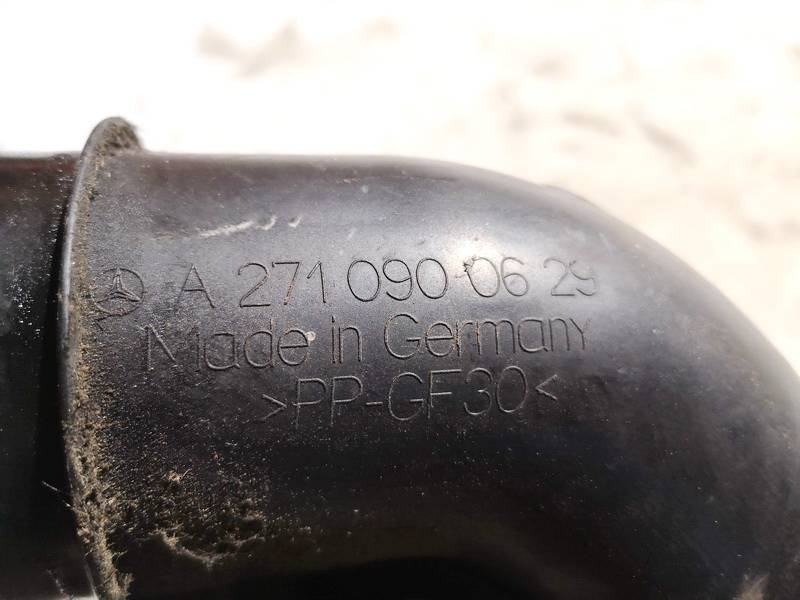 A 271 090 06 29
Made in Germany
>PP-GF30<